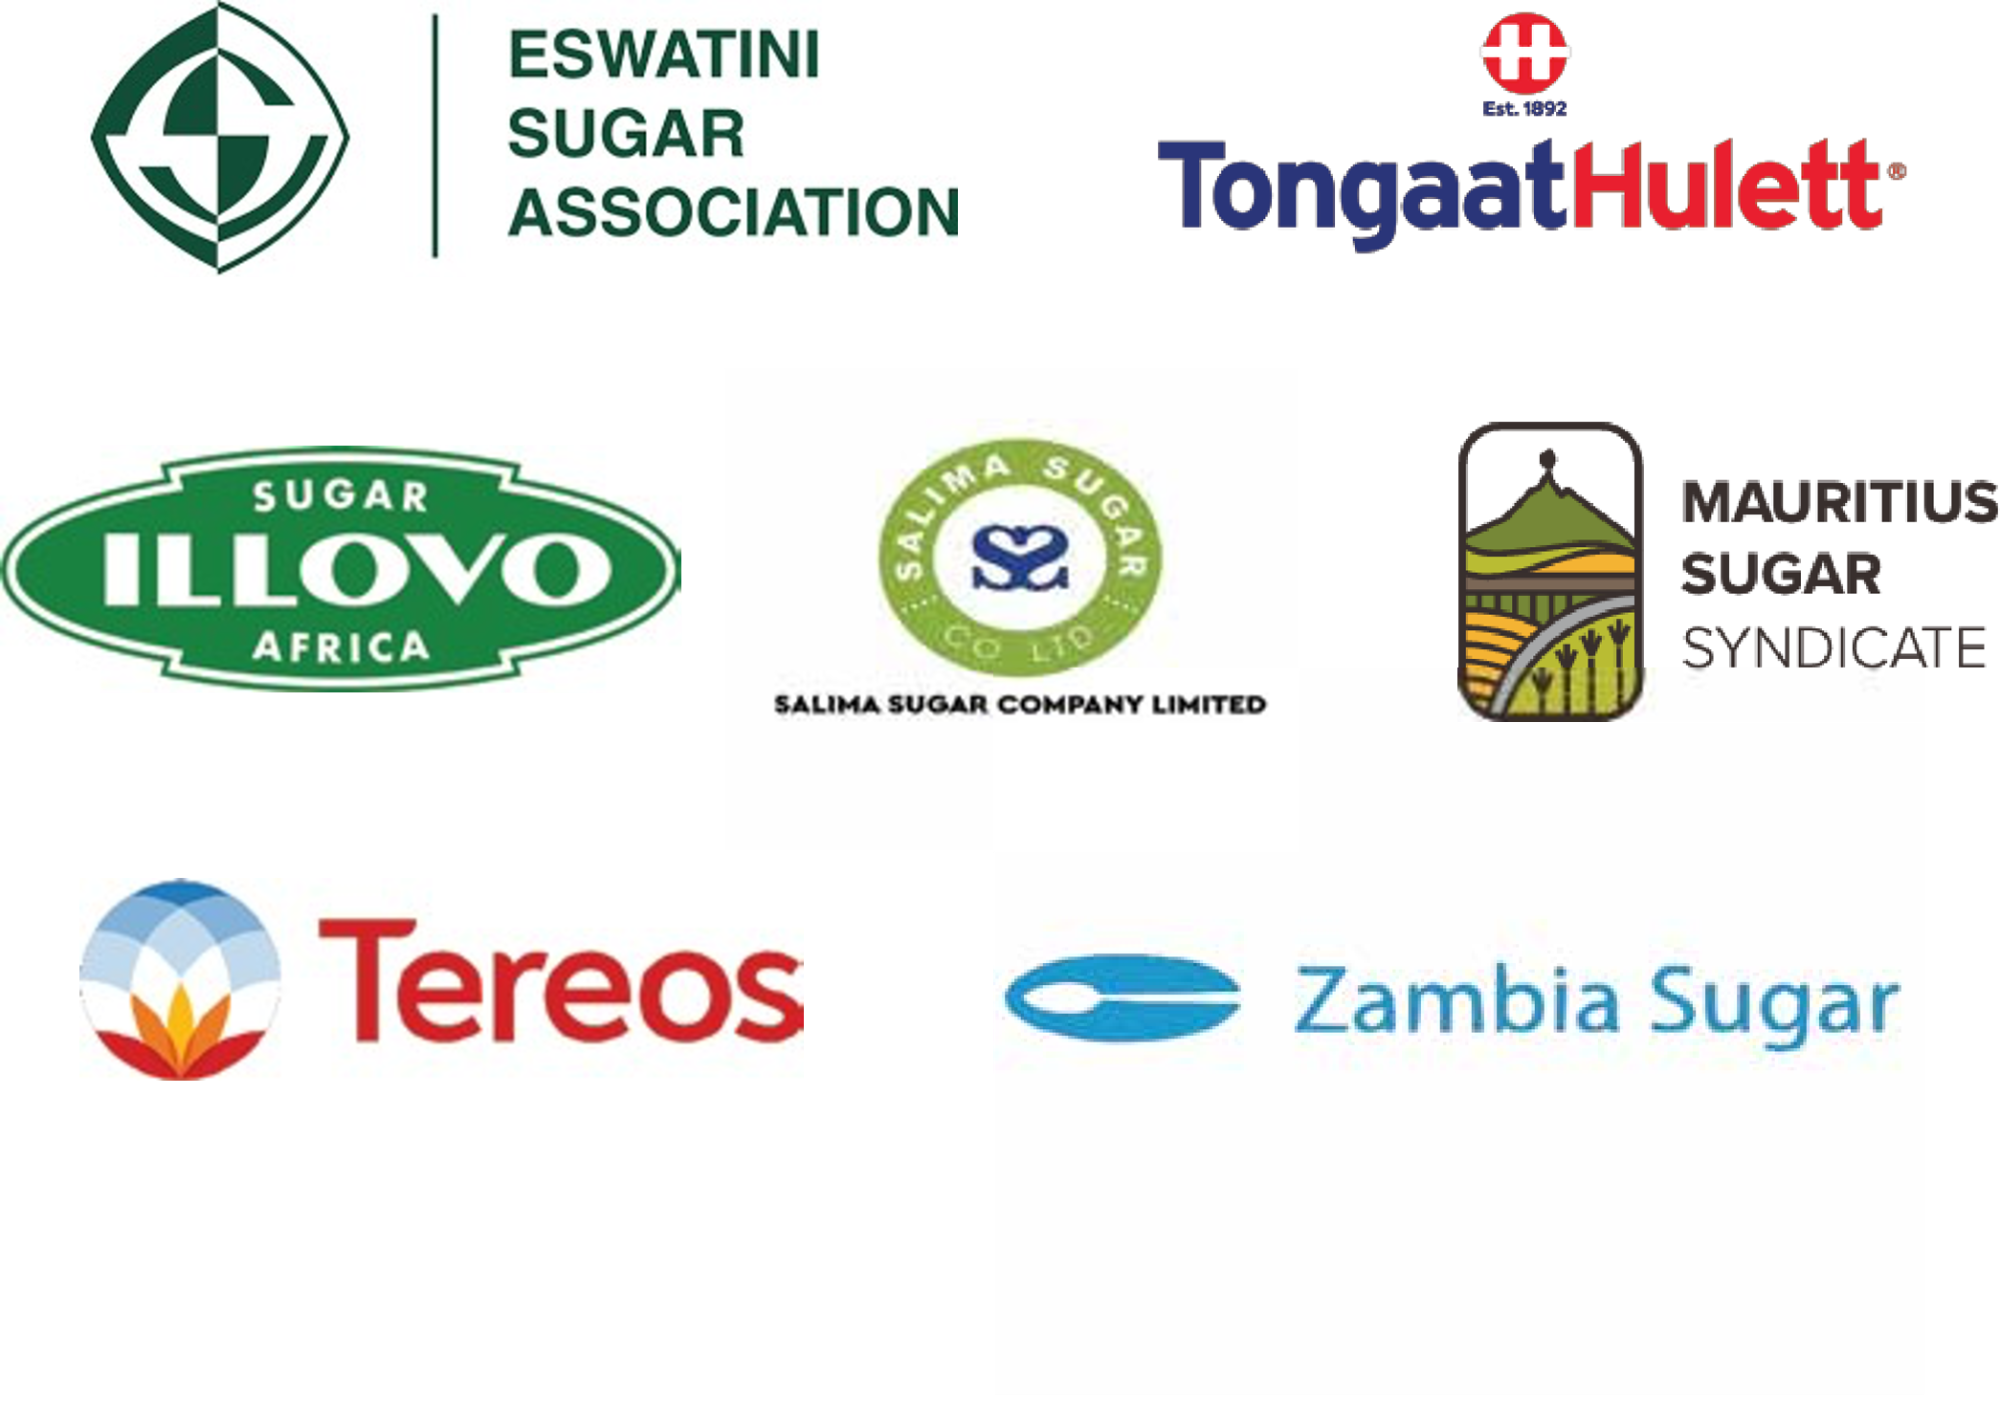 ESWATINI
SUGAR
ASSOCIATION
H
Est. 1892
TongaatHulett®
SUGAR
ILLOVO
AFRICA
SALIMA SUGAR
CO LTD
SALIMA SUGAR COMPANY LIMITED
MAURITIUS
SUGAR
SYNDICATE
Tereos
Zambia Sugar